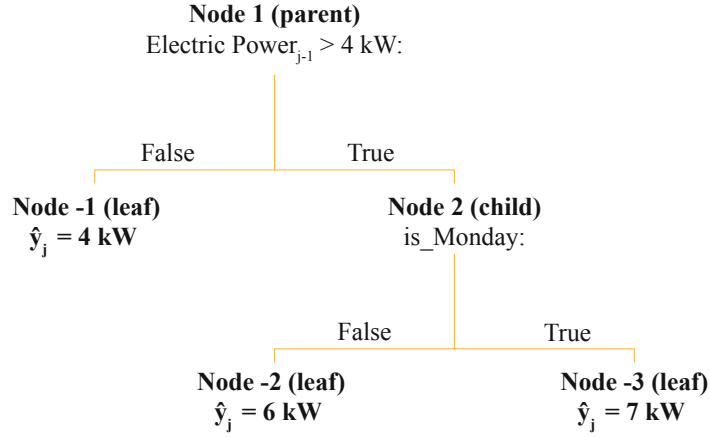 Node 1 (parent)
Electric Power_{j-1} > 4 kW:
False
True
Node -1 (leaf)
ŷ_j = 4 kW
Node 2 (child)
is_Monday:
False
True
Node -2 (leaf)
ŷ_j = 6 kW
Node -3 (leaf)
ŷ_j = 7 kW